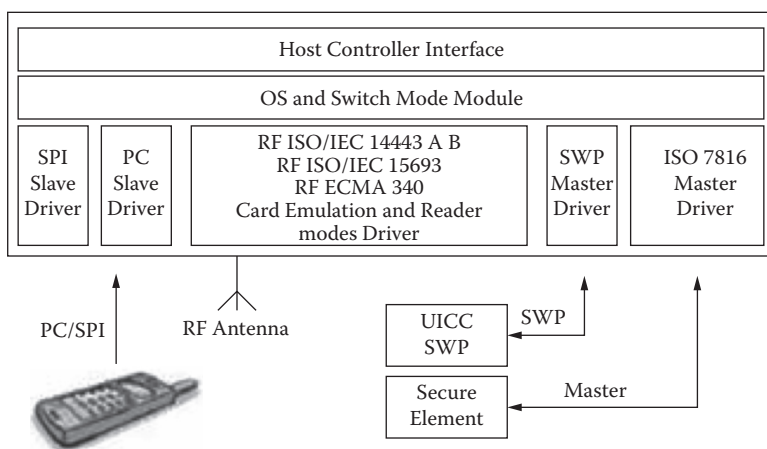 Host Controller Interface
OS and Switch Mode Module
SPI
Slave
Driver
PC
Slave
Driver
RF ISO/IEC 14443 A B
RF ISO/IEC 15693
RF ECMA 340
Card Emulation and Reader
modes Driver
SWP
Master
Driver
ISO 7816
Master
Driver
PC/SPI
RF Antenna
UICC
SWP
SWP
Secure
Element
Master